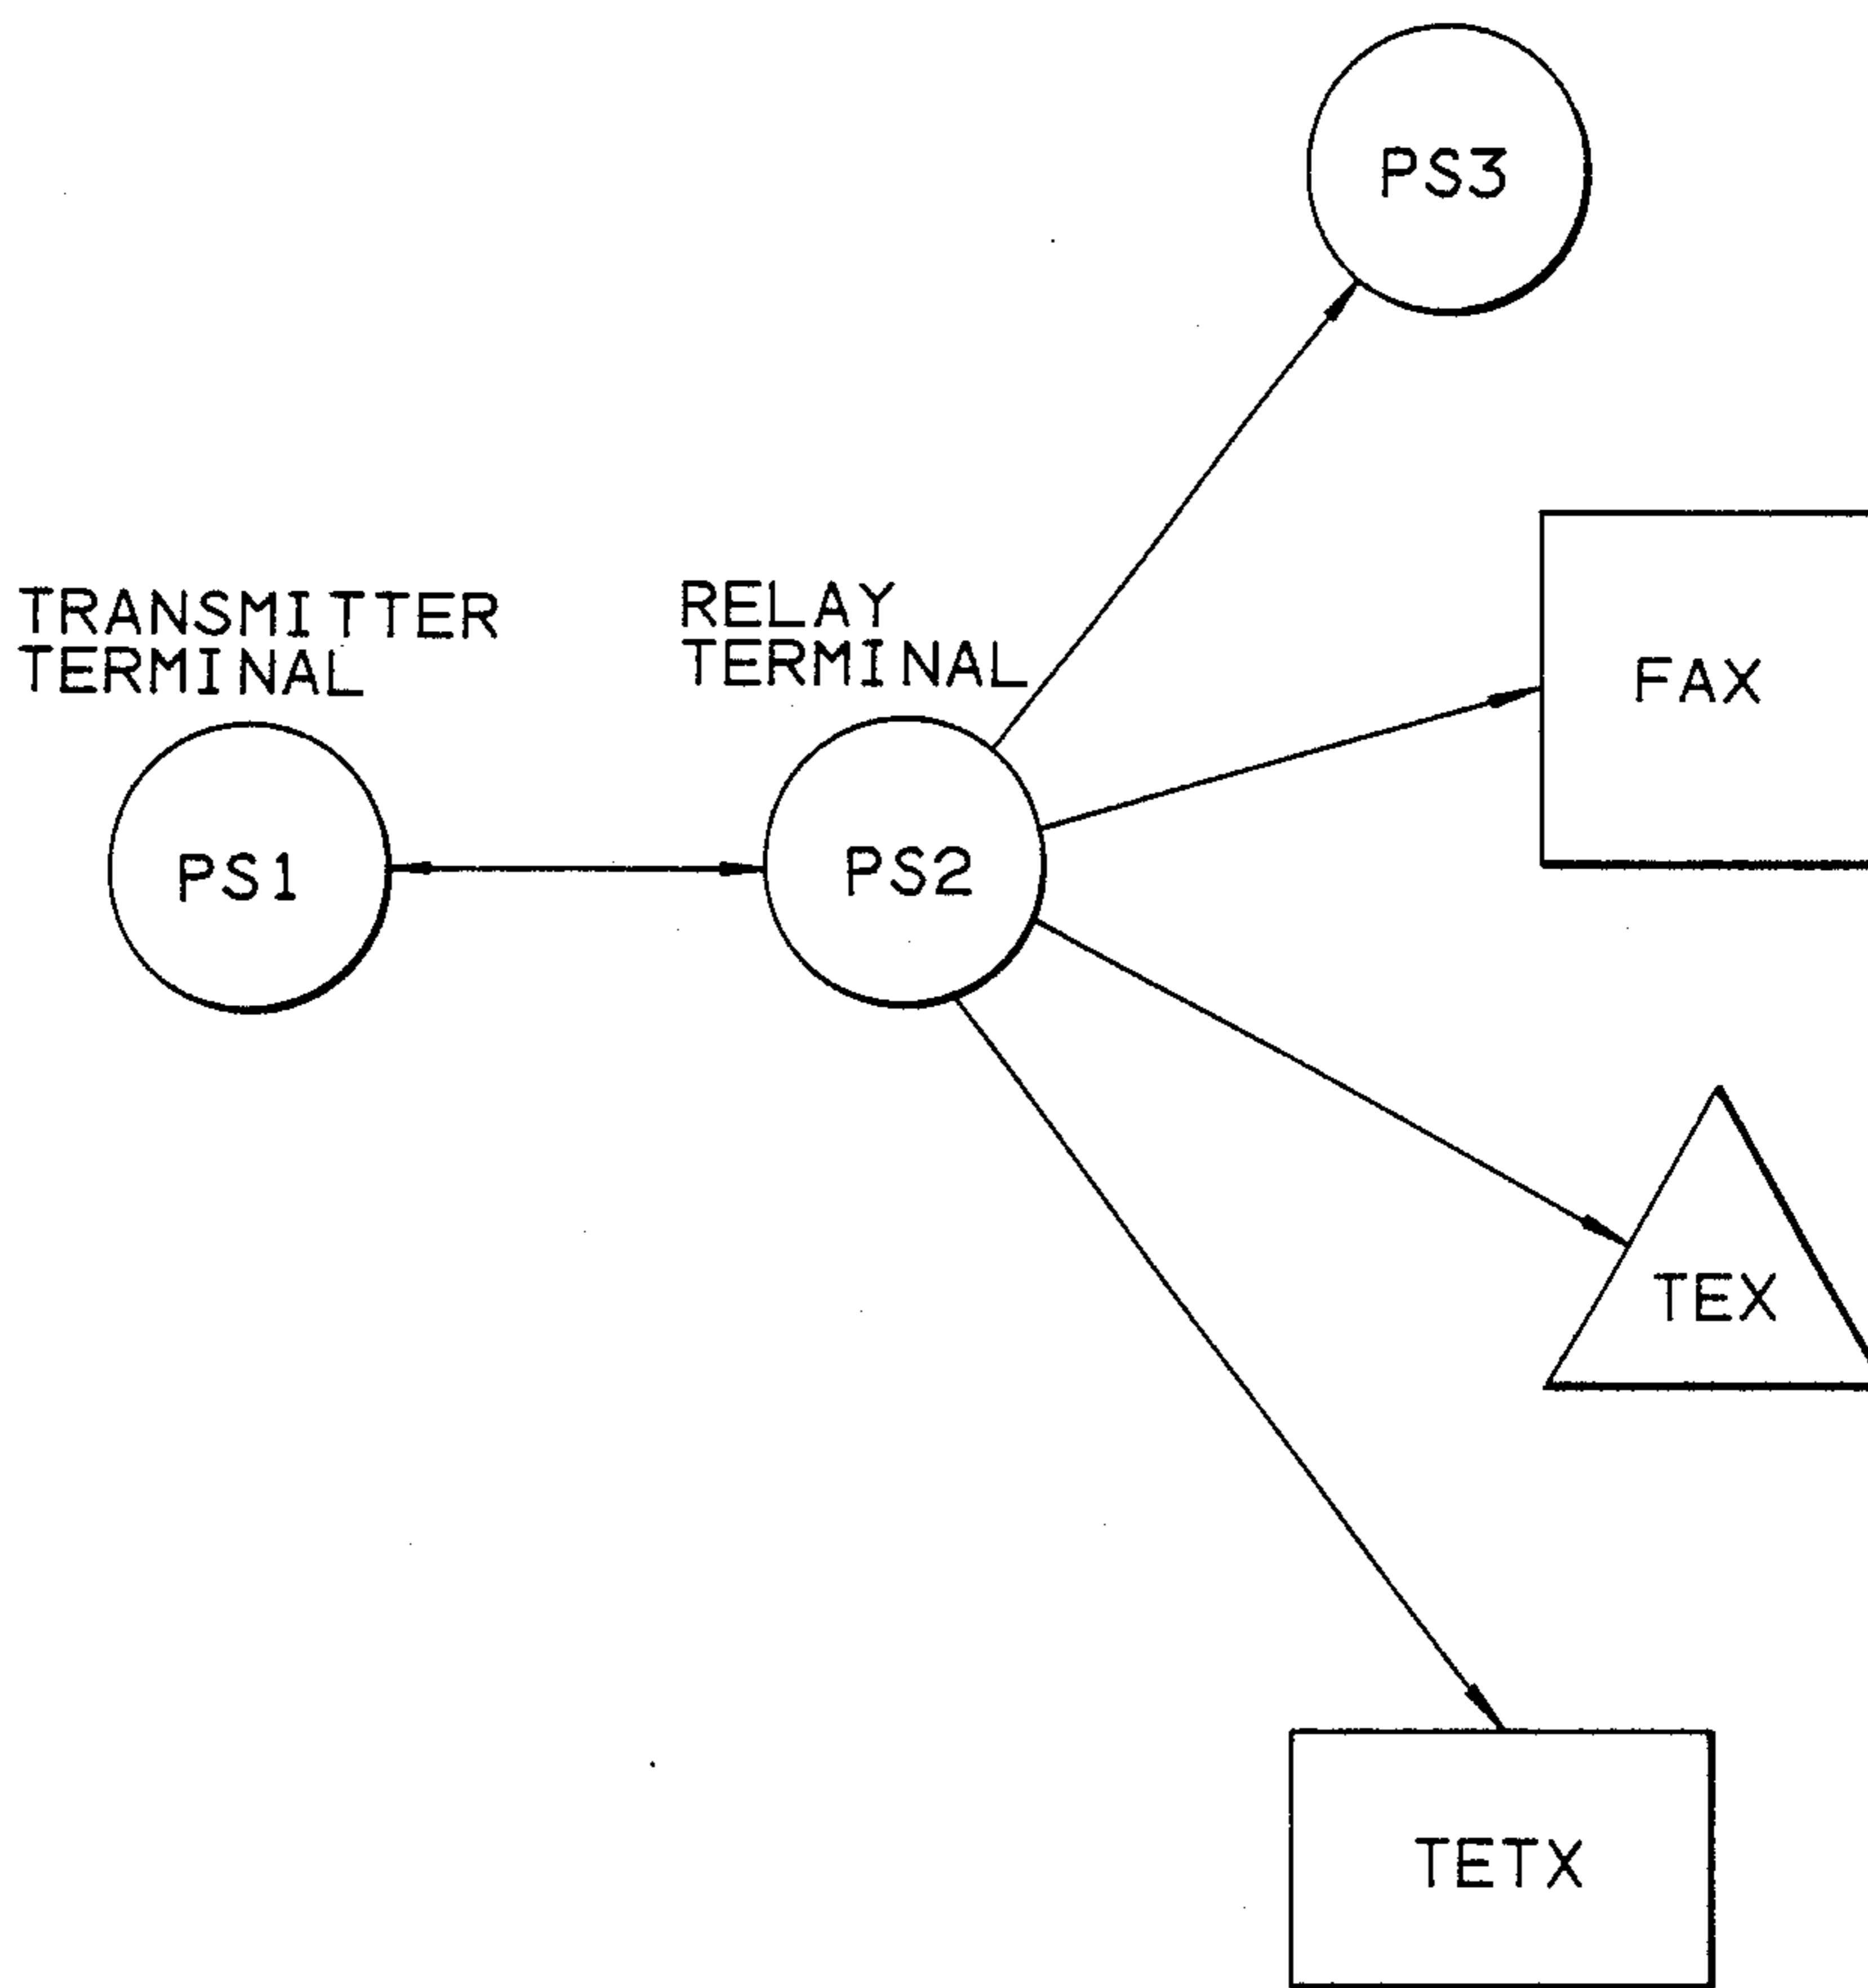 PS3
TRANSMITTER
TERMINAL
RELAY
TERMINAL
FAX
PS1
PS2
TEX
TETX